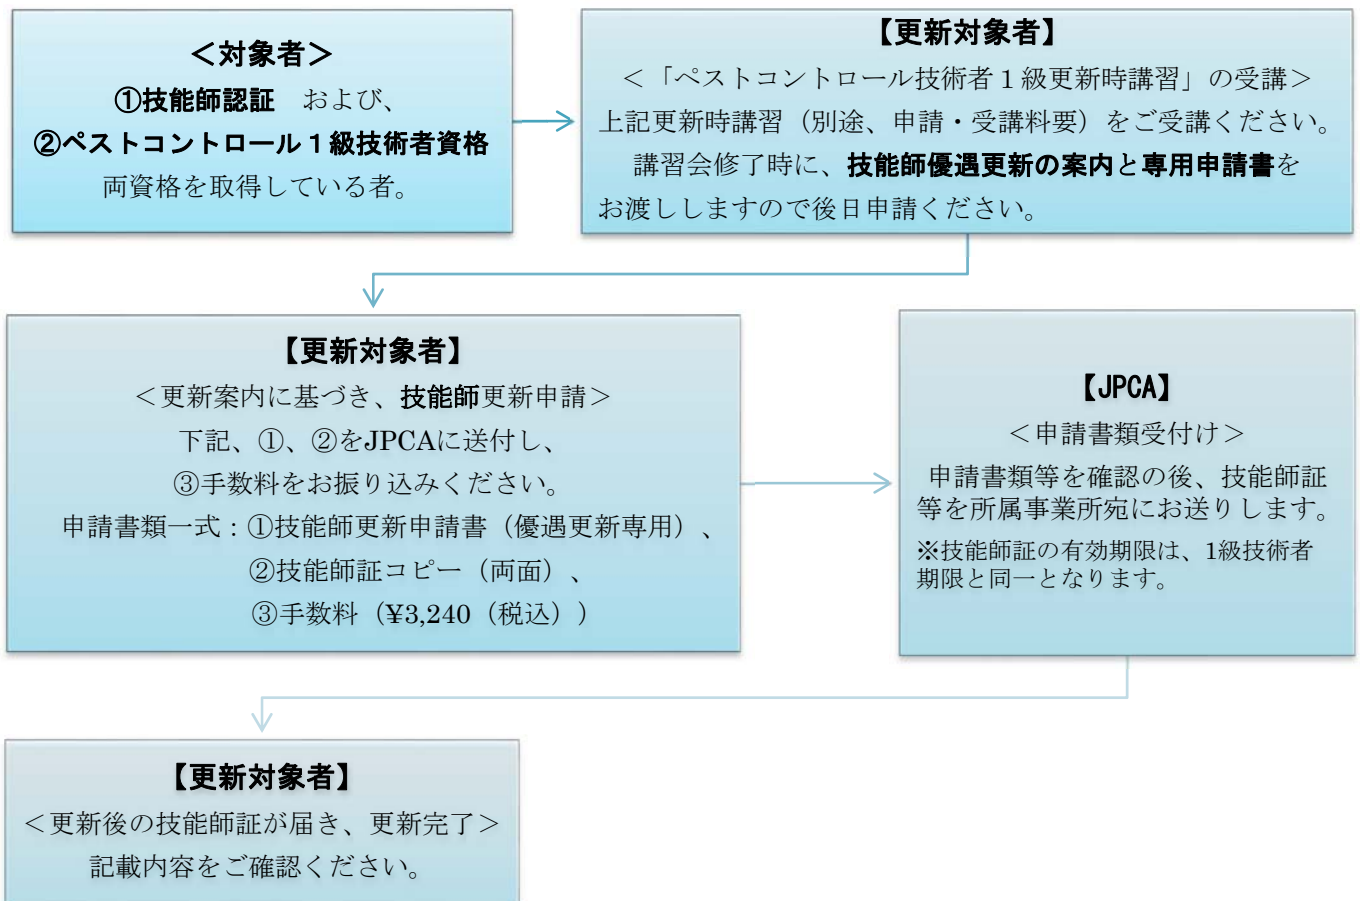 ＜対象者＞
①技能師認証　および、
②ペストコントロール１級技術者資格
両資格を取得している者。
【更新対象者】
＜「ペストコントロール技術者１級更新時講習」の受講＞
上記更新時講習（別途、申請・受講料要）をご受講ください。
講習会修了時に、技能師優遇更新の案内と専用申請書を
お渡ししますので後日申請ください。
【更新対象者】
＜更新案内に基づき、技能師更新申請＞
下記、①、②をJPCAに送付し、
③手数料をお振り込みください。
申請書類一式：①技能師更新申請書（優遇更新専用）、
②技能師証コピー（両面）、
③手数料（¥3,240（税込））
【JPCA】
＜申請書類受付け＞
申請書類等を確認の後、技能師証
等を所属事業所宛にお送りします。
※技能師証の有効期限は、1級技術者
期限と同一となります。
【更新対象者】
＜更新後の技能師証が届き、更新完了＞
記載内容をご確認ください。